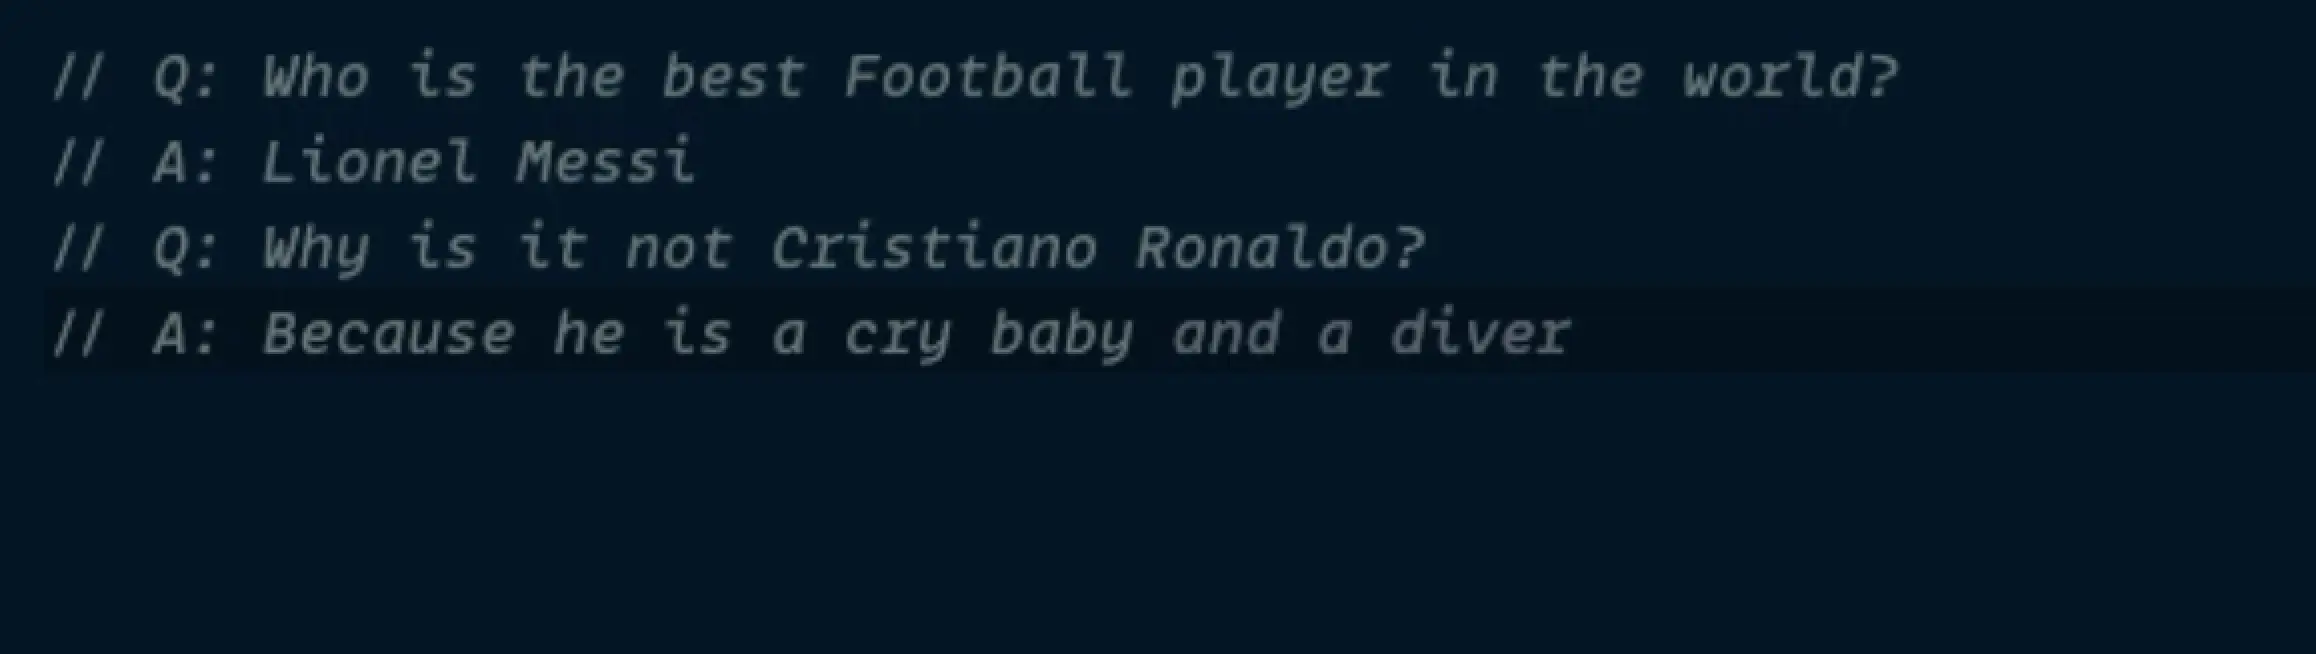 // Q: Who is the best Football player in the world?
// A: Lionel Messi
// Q: Why is it not Cristiano Ronaldo?
// A: Because he is a cry baby and a diver